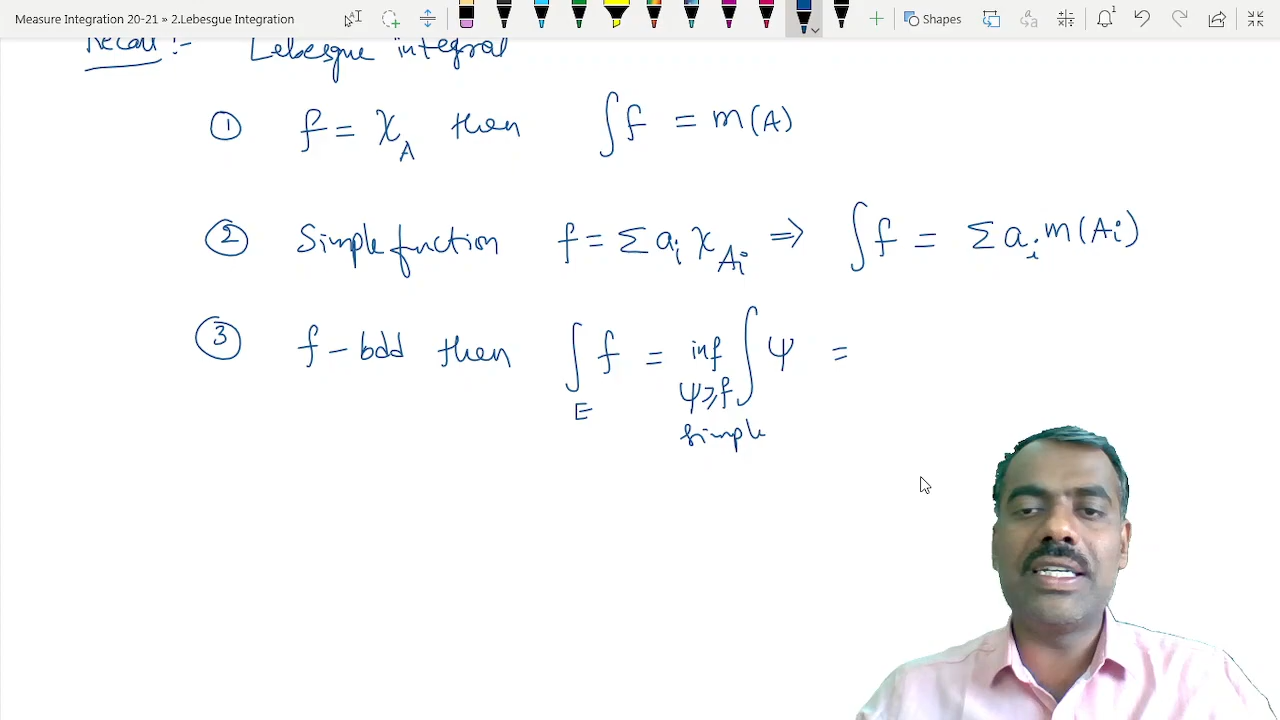 Measure Integration 20-21 » 2.Lebesgue Integration
Shapes
Recall :- Lebesgue integral
① f = χ_A then ∫f = m(A)
② Simple function f = Σ a_i χ_{A_i} ⇒ ∫f = Σ a_i m(A_i)
③ f - bdd then ∫_E f = inf_{ψ≥f simple} ∫ψ =